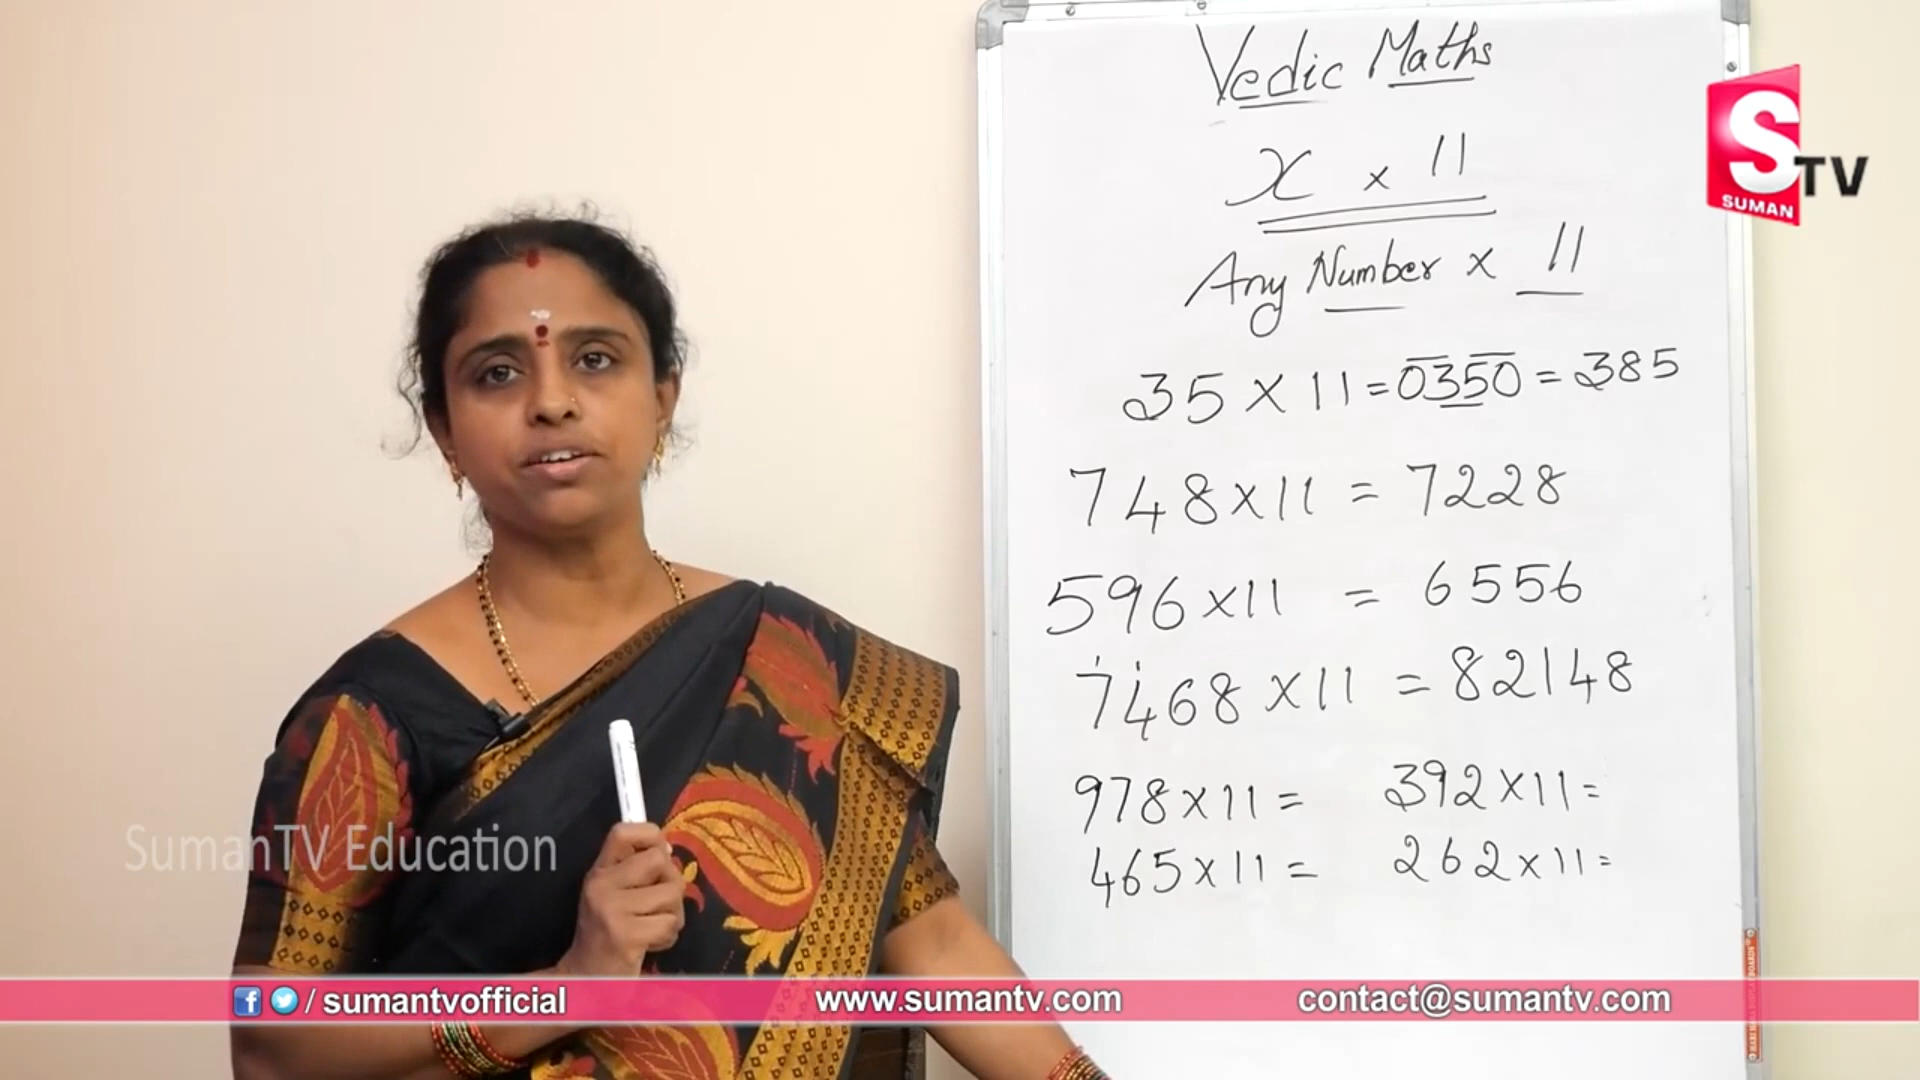 Vedic Maths
x × 11
Any Number × 11
35 × 11 = 0350 = 385
748 × 11 = 7228
596 × 11 = 6556
7468 × 11 = 82148
978 × 11 = 392 × 11 =
465 × 11 = 262 × 11 =
S TV
SUMAN
SumanTV Education
/ sumantvofficial www.sumantv.com contact@sumantv.com